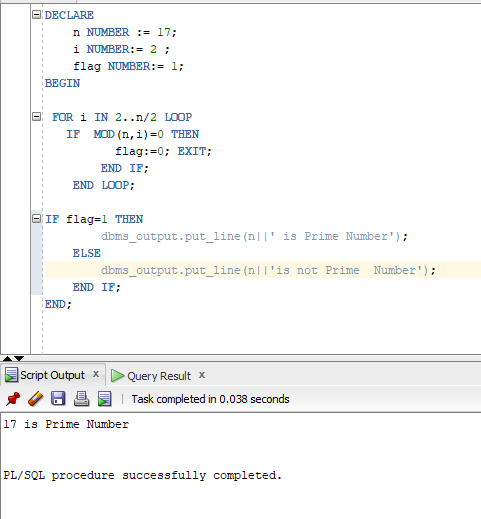 DECLARE
n NUMBER := 17;
i NUMBER:= 2 ;
flag NUMBER:= 1;
BEGIN
FOR i IN 2..n/2 LOOP
IF  MOD(n,i)=0 THEN
flag:=0; EXIT;
END IF;
END LOOP;
IF flag=1 THEN
dbms_output.put_line(n||' is Prime Number');
ELSE
dbms_output.put_line(n||'is not Prime  Number');
END IF;
END;
Script Output x Query Result x
Task completed in 0.038 seconds
17 is Prime Number
PL/SQL procedure successfully completed.